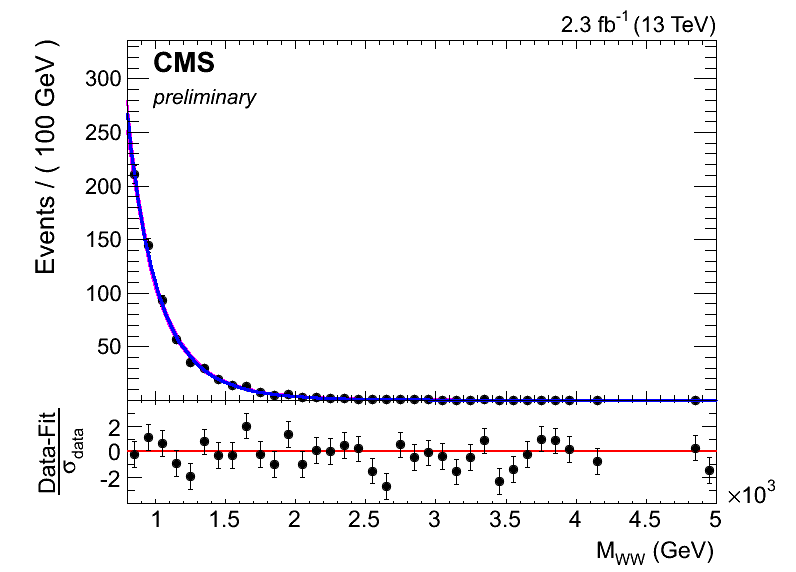 2.3 fb-1 (13 TeV)
CMS
preliminary
Events / ( 100 GeV )
300
250
200
150
100
50
Data-Fit
σdata
2
0
-2
1 1.5 2 2.5 3 3.5 4 4.5 5
×10³
MWW (GeV)